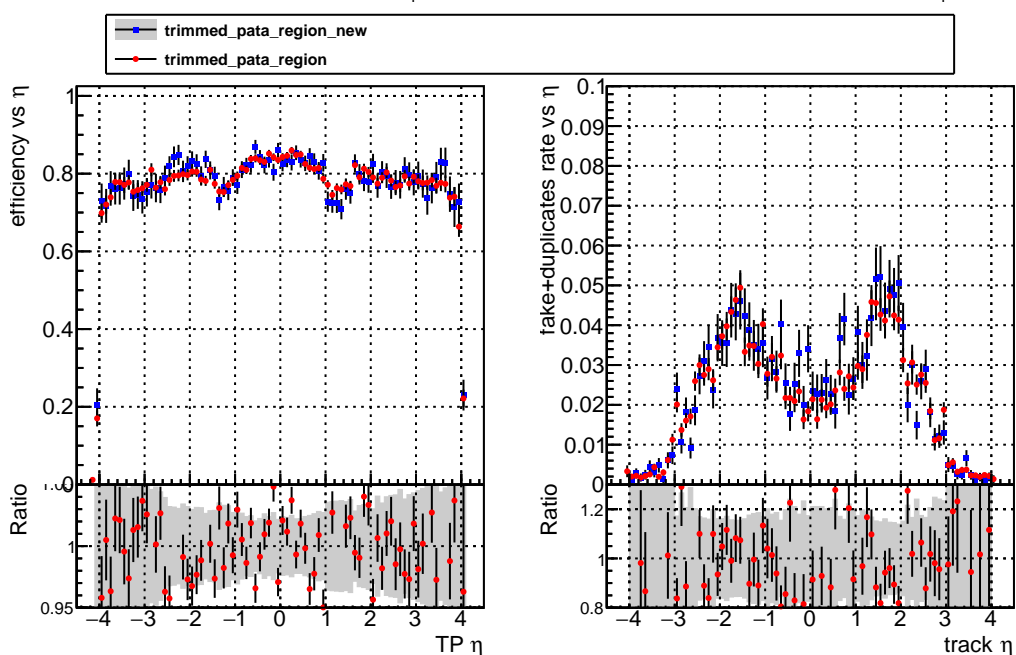 trimmed_pata_region_new
trimmed_pata_region
efficiency vs η
1
0.8
0.6
0.4
0.2
0
Ratio
1
0.95
−4 −3 −2 −1 0 1 2 3 4
TP η
fake+duplicates rate vs η
0.1
0.09
0.08
0.07
0.06
0.05
0.04
0.03
0.02
0.01
0
Ratio
1.2
1
0.8
−4 −3 −2 −1 0 1 2 3 4
track η